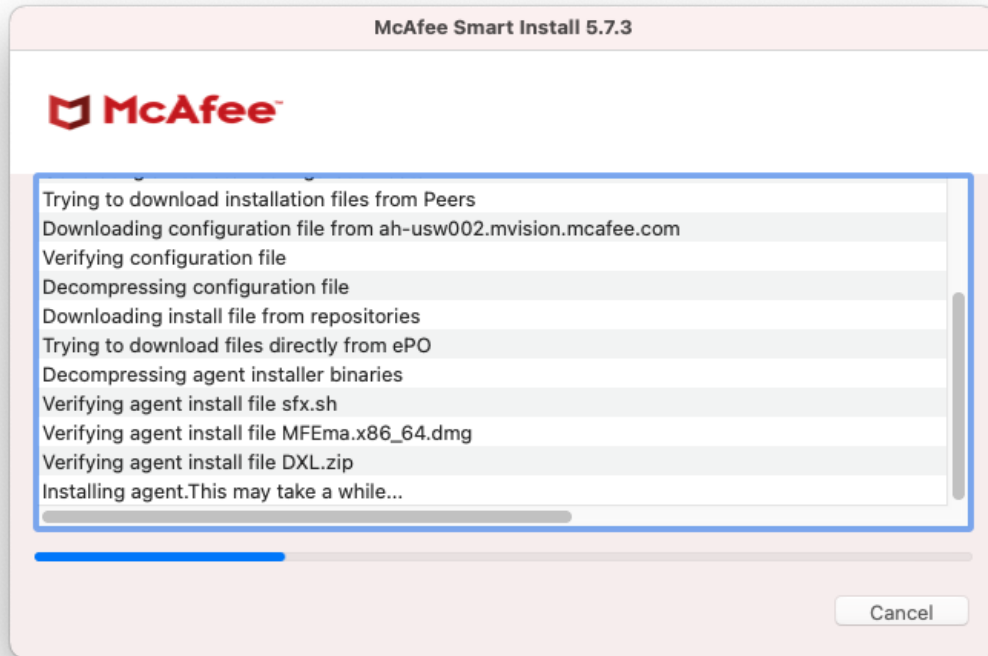 McAfee Smart Install 5.7.3
McAfee™
Trying to download installation files from Peers
Downloading configuration file from ah-usw002.mvision.mcafee.com
Verifying configuration file
Decompressing configuration file
Downloading install file from repositories
Trying to download files directly from ePO
Decompressing agent installer binaries
Verifying agent install file sfx.sh
Verifying agent install file MFEma.x86_64.dmg
Verifying agent install file DXL.zip
Installing agent.This may take a while...
Cancel